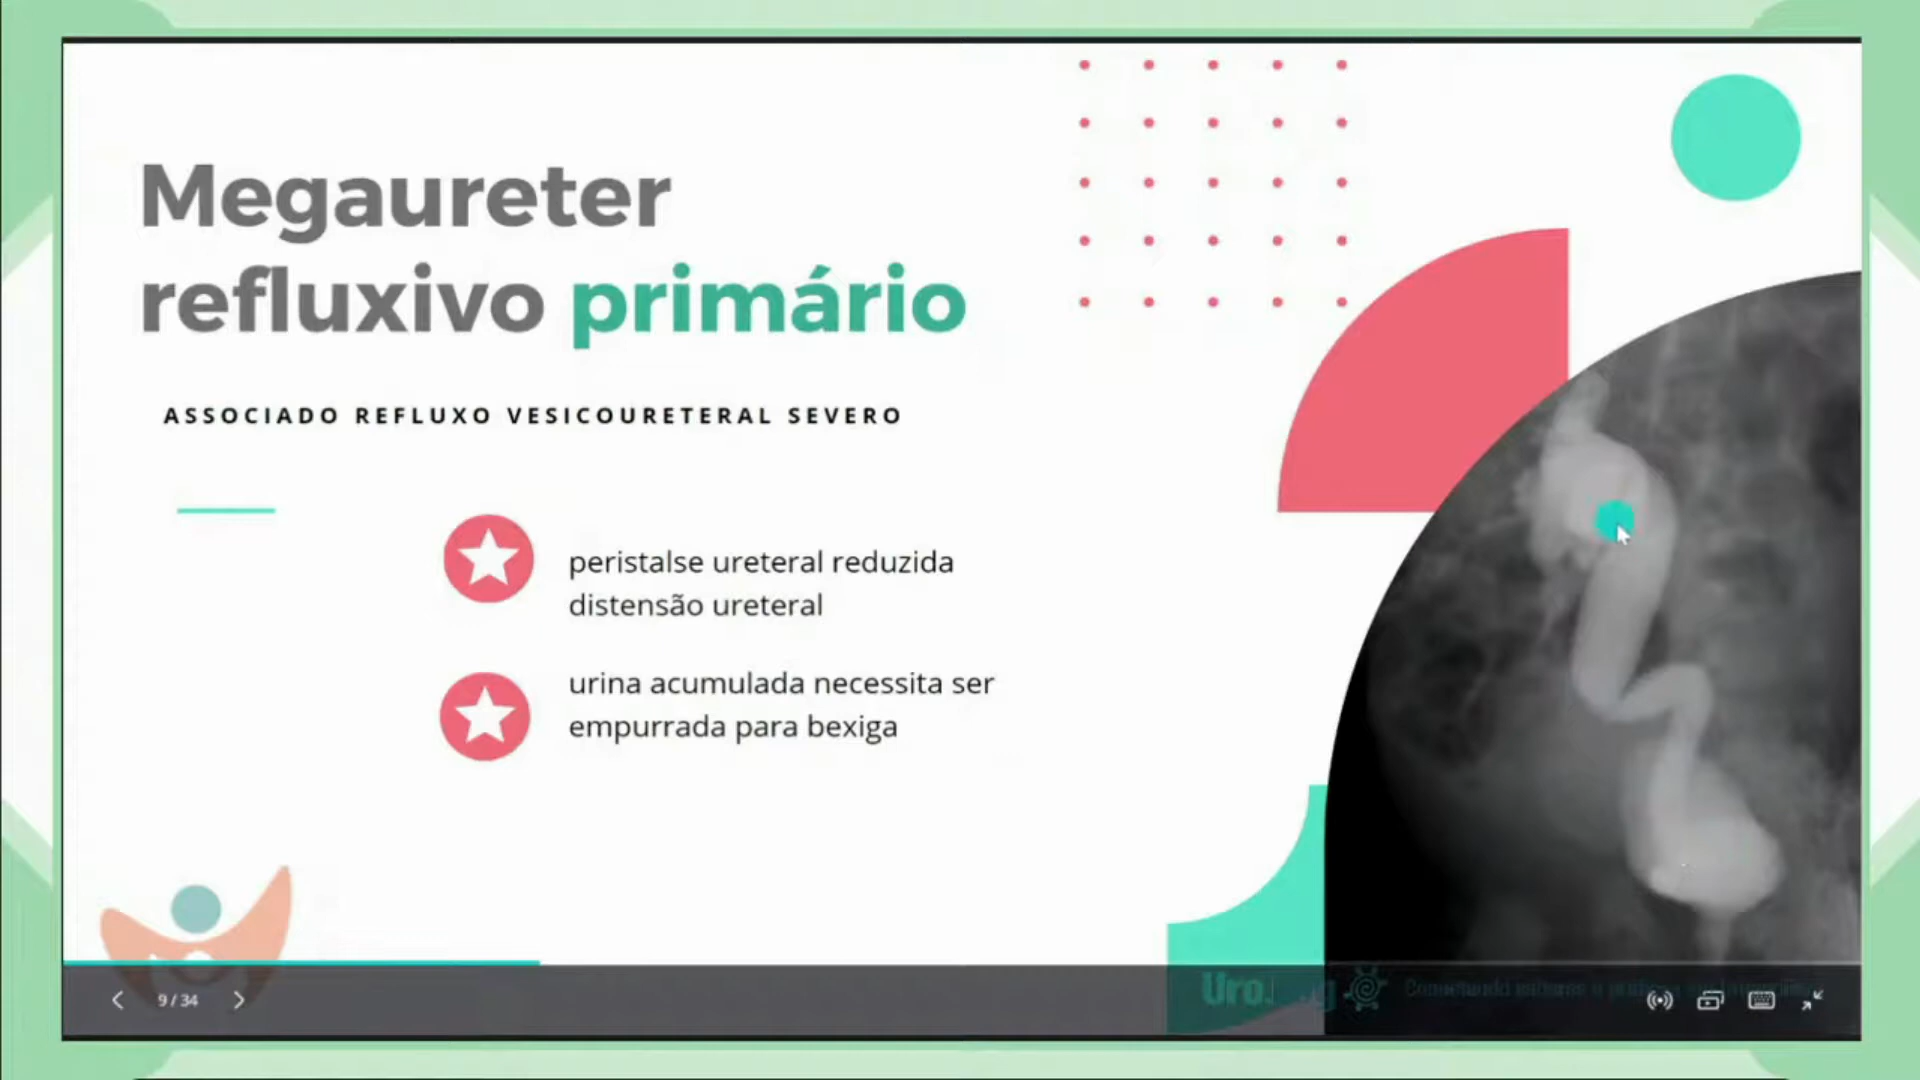 Megaureter
refluxivo primário
ASSOCIADO REFLUXO VESICOURETERAL SEVERO
peristalse ureteral reduzida
distensão ureteral
urina acumulada necessita ser
empurrada para bexiga
9 / 34